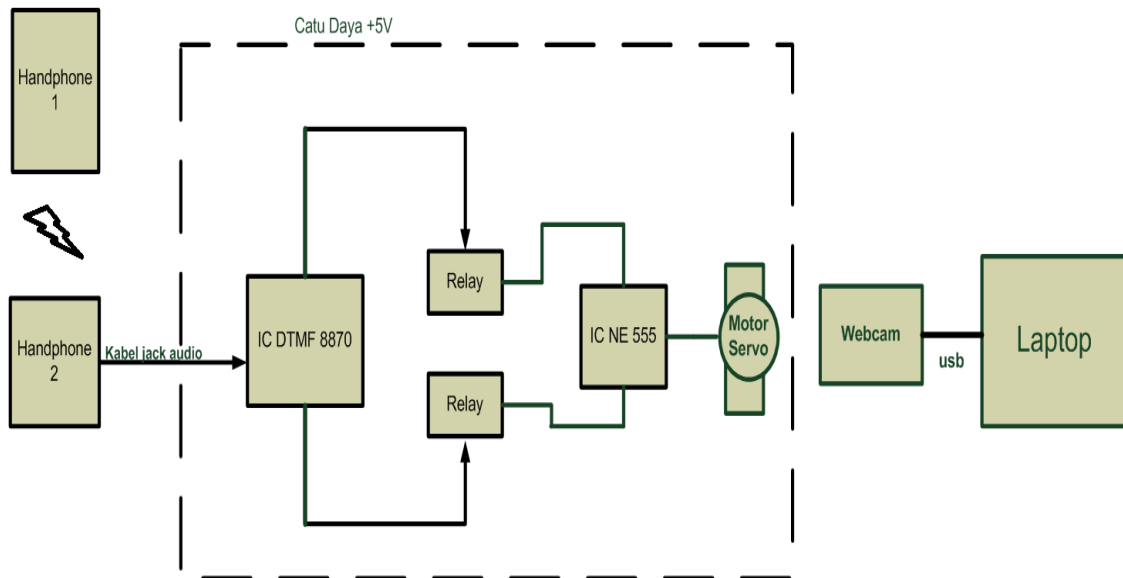 Catu Daya +5V
Handphone
1
Handphone
2
Kabel jack audio
IC DTMF 8870
Relay
Relay
IC NE 555
Motor
Servo
Webcam
usb
Laptop